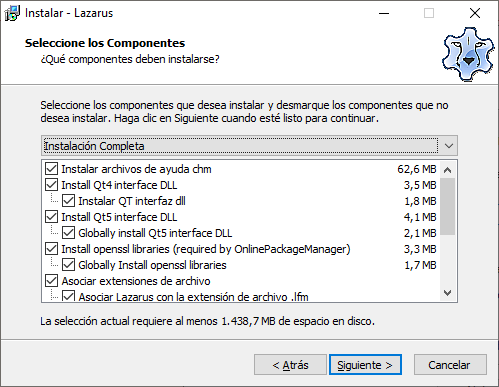 Instalar - Lazarus
Seleccione los Componentes
¿Qué componentes deben instalarse?
Seleccione los componentes que desea instalar y desmarque los componentes que no
desea instalar. Haga clic en Siguiente cuando esté listo para continuar.
Instalación Completa
Instalar archivos de ayuda chm 62,6 MB
Install Qt4 interface DLL 3,5 MB
Instalar QT interfaz dll 1,8 MB
Install Qt5 interface DLL 4,1 MB
Globally install Qt5 interface DLL 2,1 MB
Install openssl libraries (required by OnlinePackageManager) 3,3 MB
Globally Install openssl libraries 1,7 MB
Asociar extensiones de archivo
Asociar Lazarus con la extensión de archivo .lfm
La selección actual requiere al menos 1.438,7 MB de espacio en disco.
< Atrás Siguiente > Cancelar